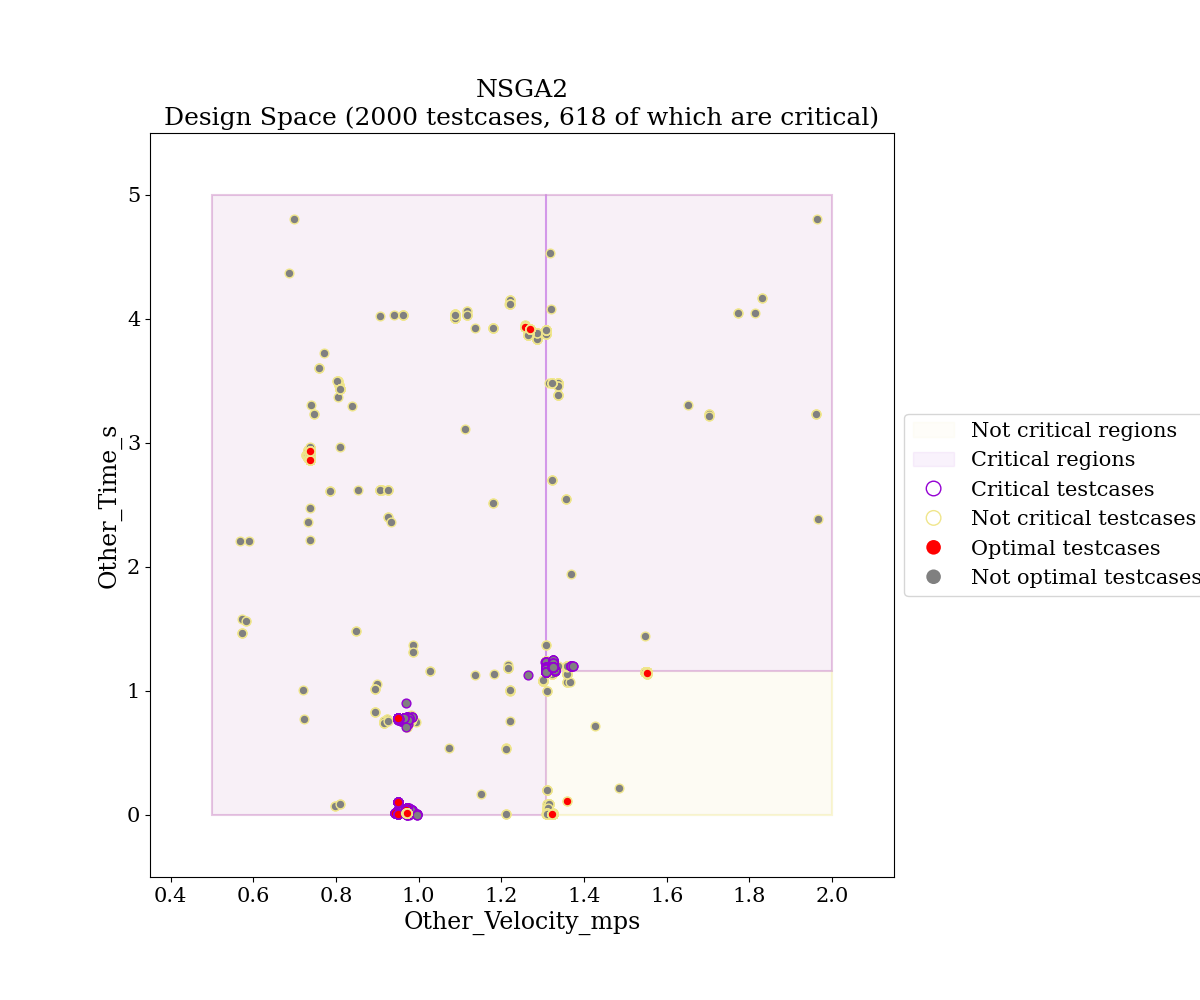 NSGA2
Design Space (2000 testcases, 618 of which are critical)
5
4
3
2
1
0
Other_Time_s
0.4 0.6 0.8 1.0 1.2 1.4 1.6 1.8 2.0
Other_Velocity_mps
Not critical regions
Critical regions
Critical testcases
Not critical testcases
Optimal testcases
Not optimal testcases